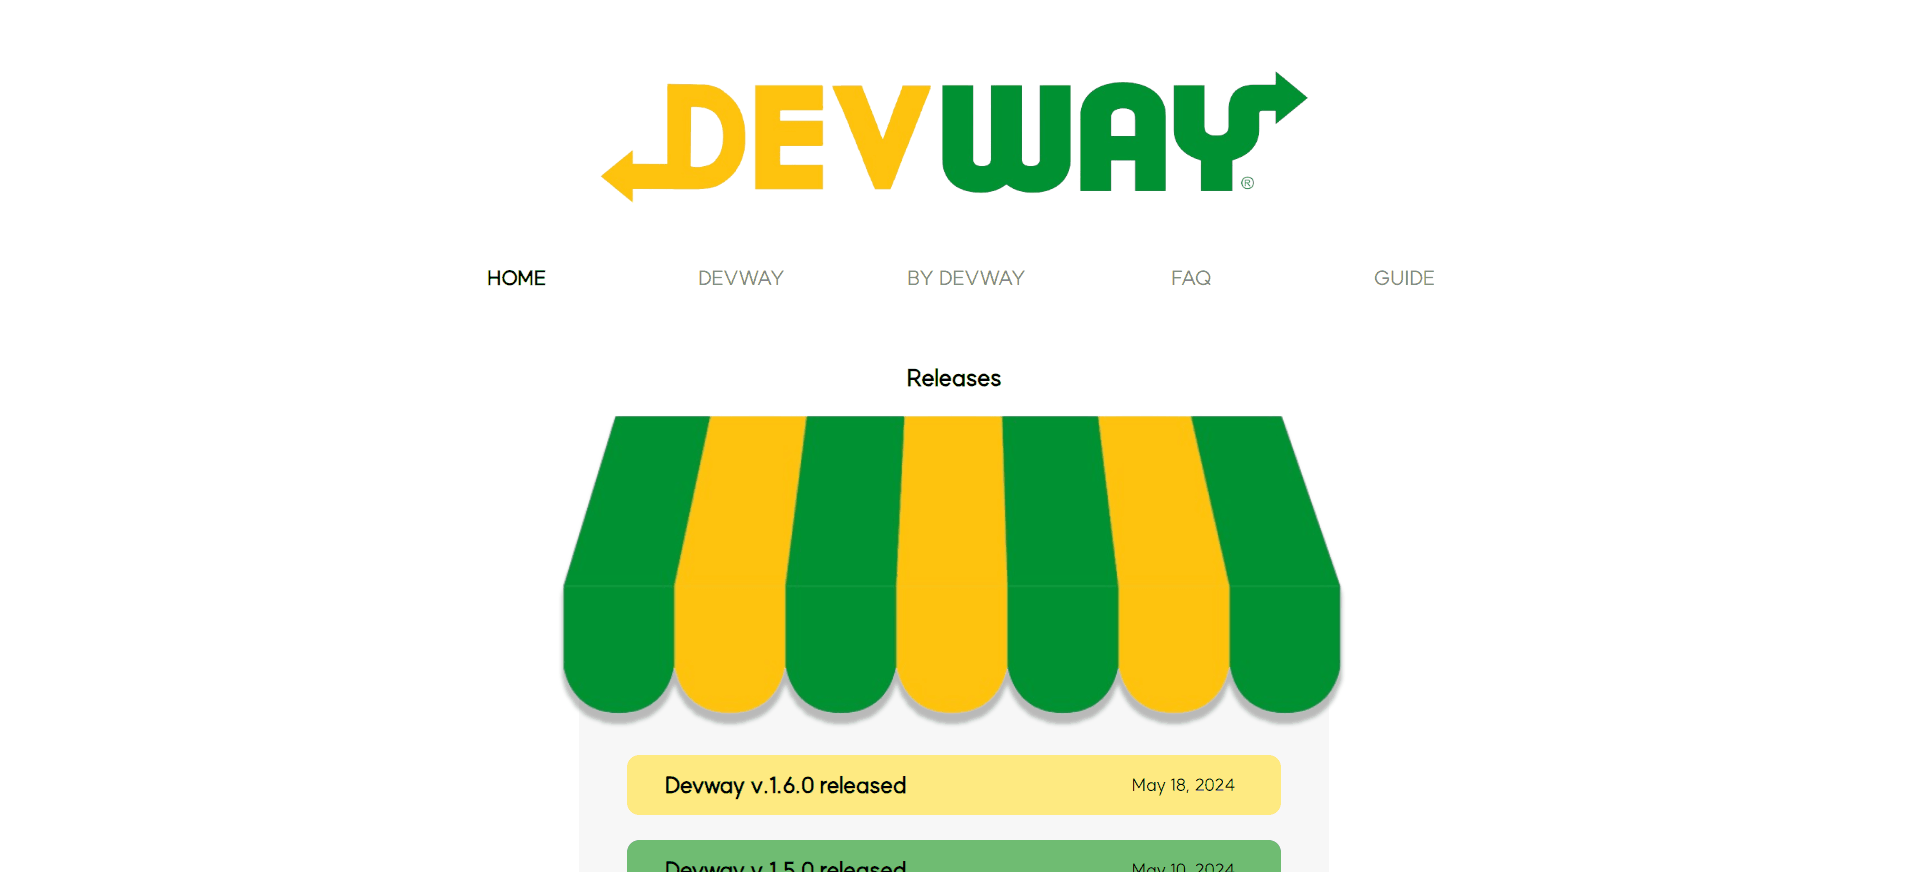 DEVWAY®
HOME DEVWAY BY DEVWAY FAQ GUIDE
Releases
Devway v.1.6.0 released May 18, 2024
Devway v.1.5.0 released May 10, 2024